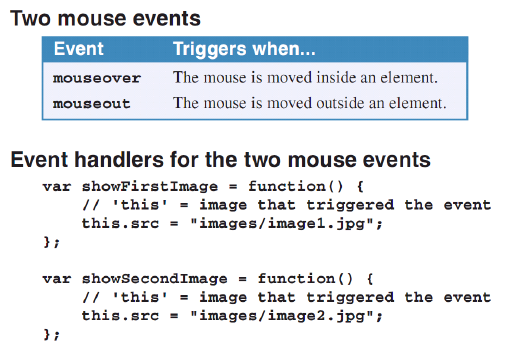 Two mouse events
Event Triggers when...
mouseover The mouse is moved inside an element.
mouseout The mouse is moved outside an element.
Event handlers for the two mouse events
var showFirstImage = function() {
    // 'this' = image that triggered the event
    this.src = "images/image1.jpg";
};
var showSecondImage = function() {
    // 'this' = image that triggered the event
    this.src = "images/image2.jpg";
};